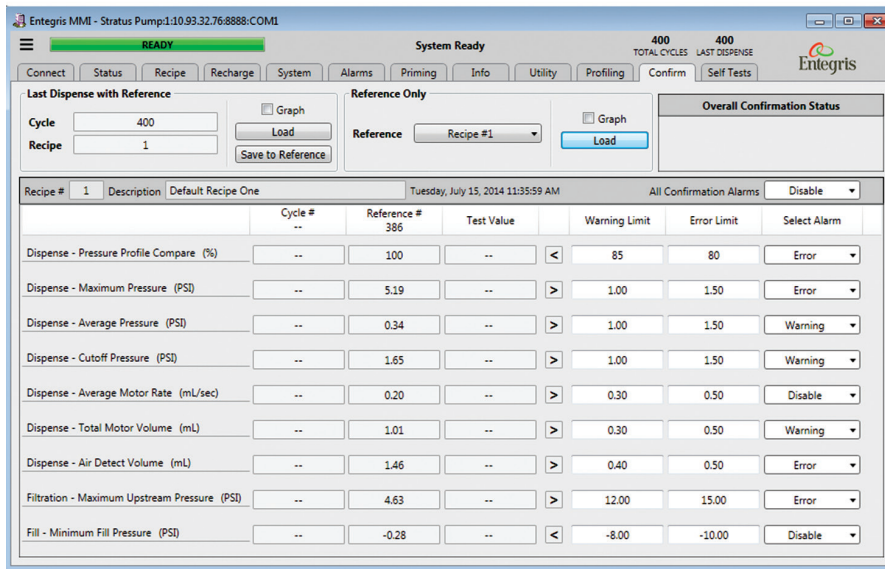 Entegris MMI - Stratus Pump:1:10.93.32.76:8888:COM1
READY System Ready 400 400
TOTAL CYCLES LAST DISPENSE
Entegris
Connect Status Recipe Recharge System Alarms Priming Info Utility Profiling Confirm Self Tests
Last Dispense with Reference Reference Only
Graph Graph Overall Confirmation Status
Cycle 400 Load Reference Recipe #1 Load
Recipe 1 Save to Reference
Recipe # 1 Description Default Recipe One Tuesday, July 15, 2014 11:35:59 AM All Confirmation Alarms Disable
Cycle # Reference # Test Value Warning Limit Error Limit Select Alarm
-- 386
Dispense - Pressure Profile Compare (%) -- 100 -- < 85 80 Error
Dispense - Maximum Pressure (PSI) -- 5.19 -- > 1.00 1.50 Error
Dispense - Average Pressure (PSI) -- 0.34 -- > 1.00 1.50 Warning
Dispense - Cutoff Pressure (PSI) -- 1.65 -- > 1.00 1.50 Warning
Dispense - Average Motor Rate (mL/sec) -- 0.20 -- > 0.30 0.50 Disable
Dispense - Total Motor Volume (mL) -- 1.01 -- > 0.30 0.50 Warning
Dispense - Air Detect Volume (mL) -- 1.46 -- > 0.40 0.50 Error
Filtration - Maximum Upstream Pressure (PSI) -- 4.63 -- > 12.00 15.00 Error
Fill - Minimum Fill Pressure (PSI) -- -0.28 -- < -8.00 -10.00 Disable